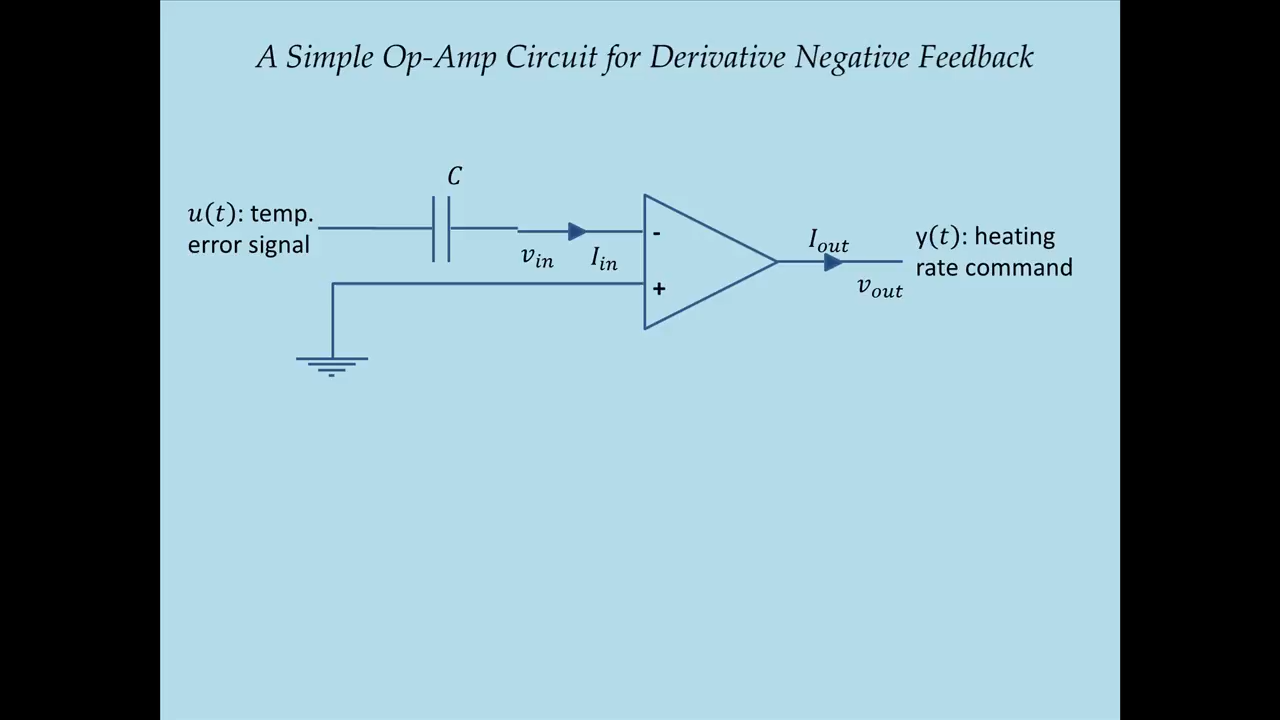 A Simple Op-Amp Circuit for Derivative Negative Feedback
C
u(t): temp.
error signal
v_in
I_in
-
+
I_out
v_out
y(t): heating
rate command